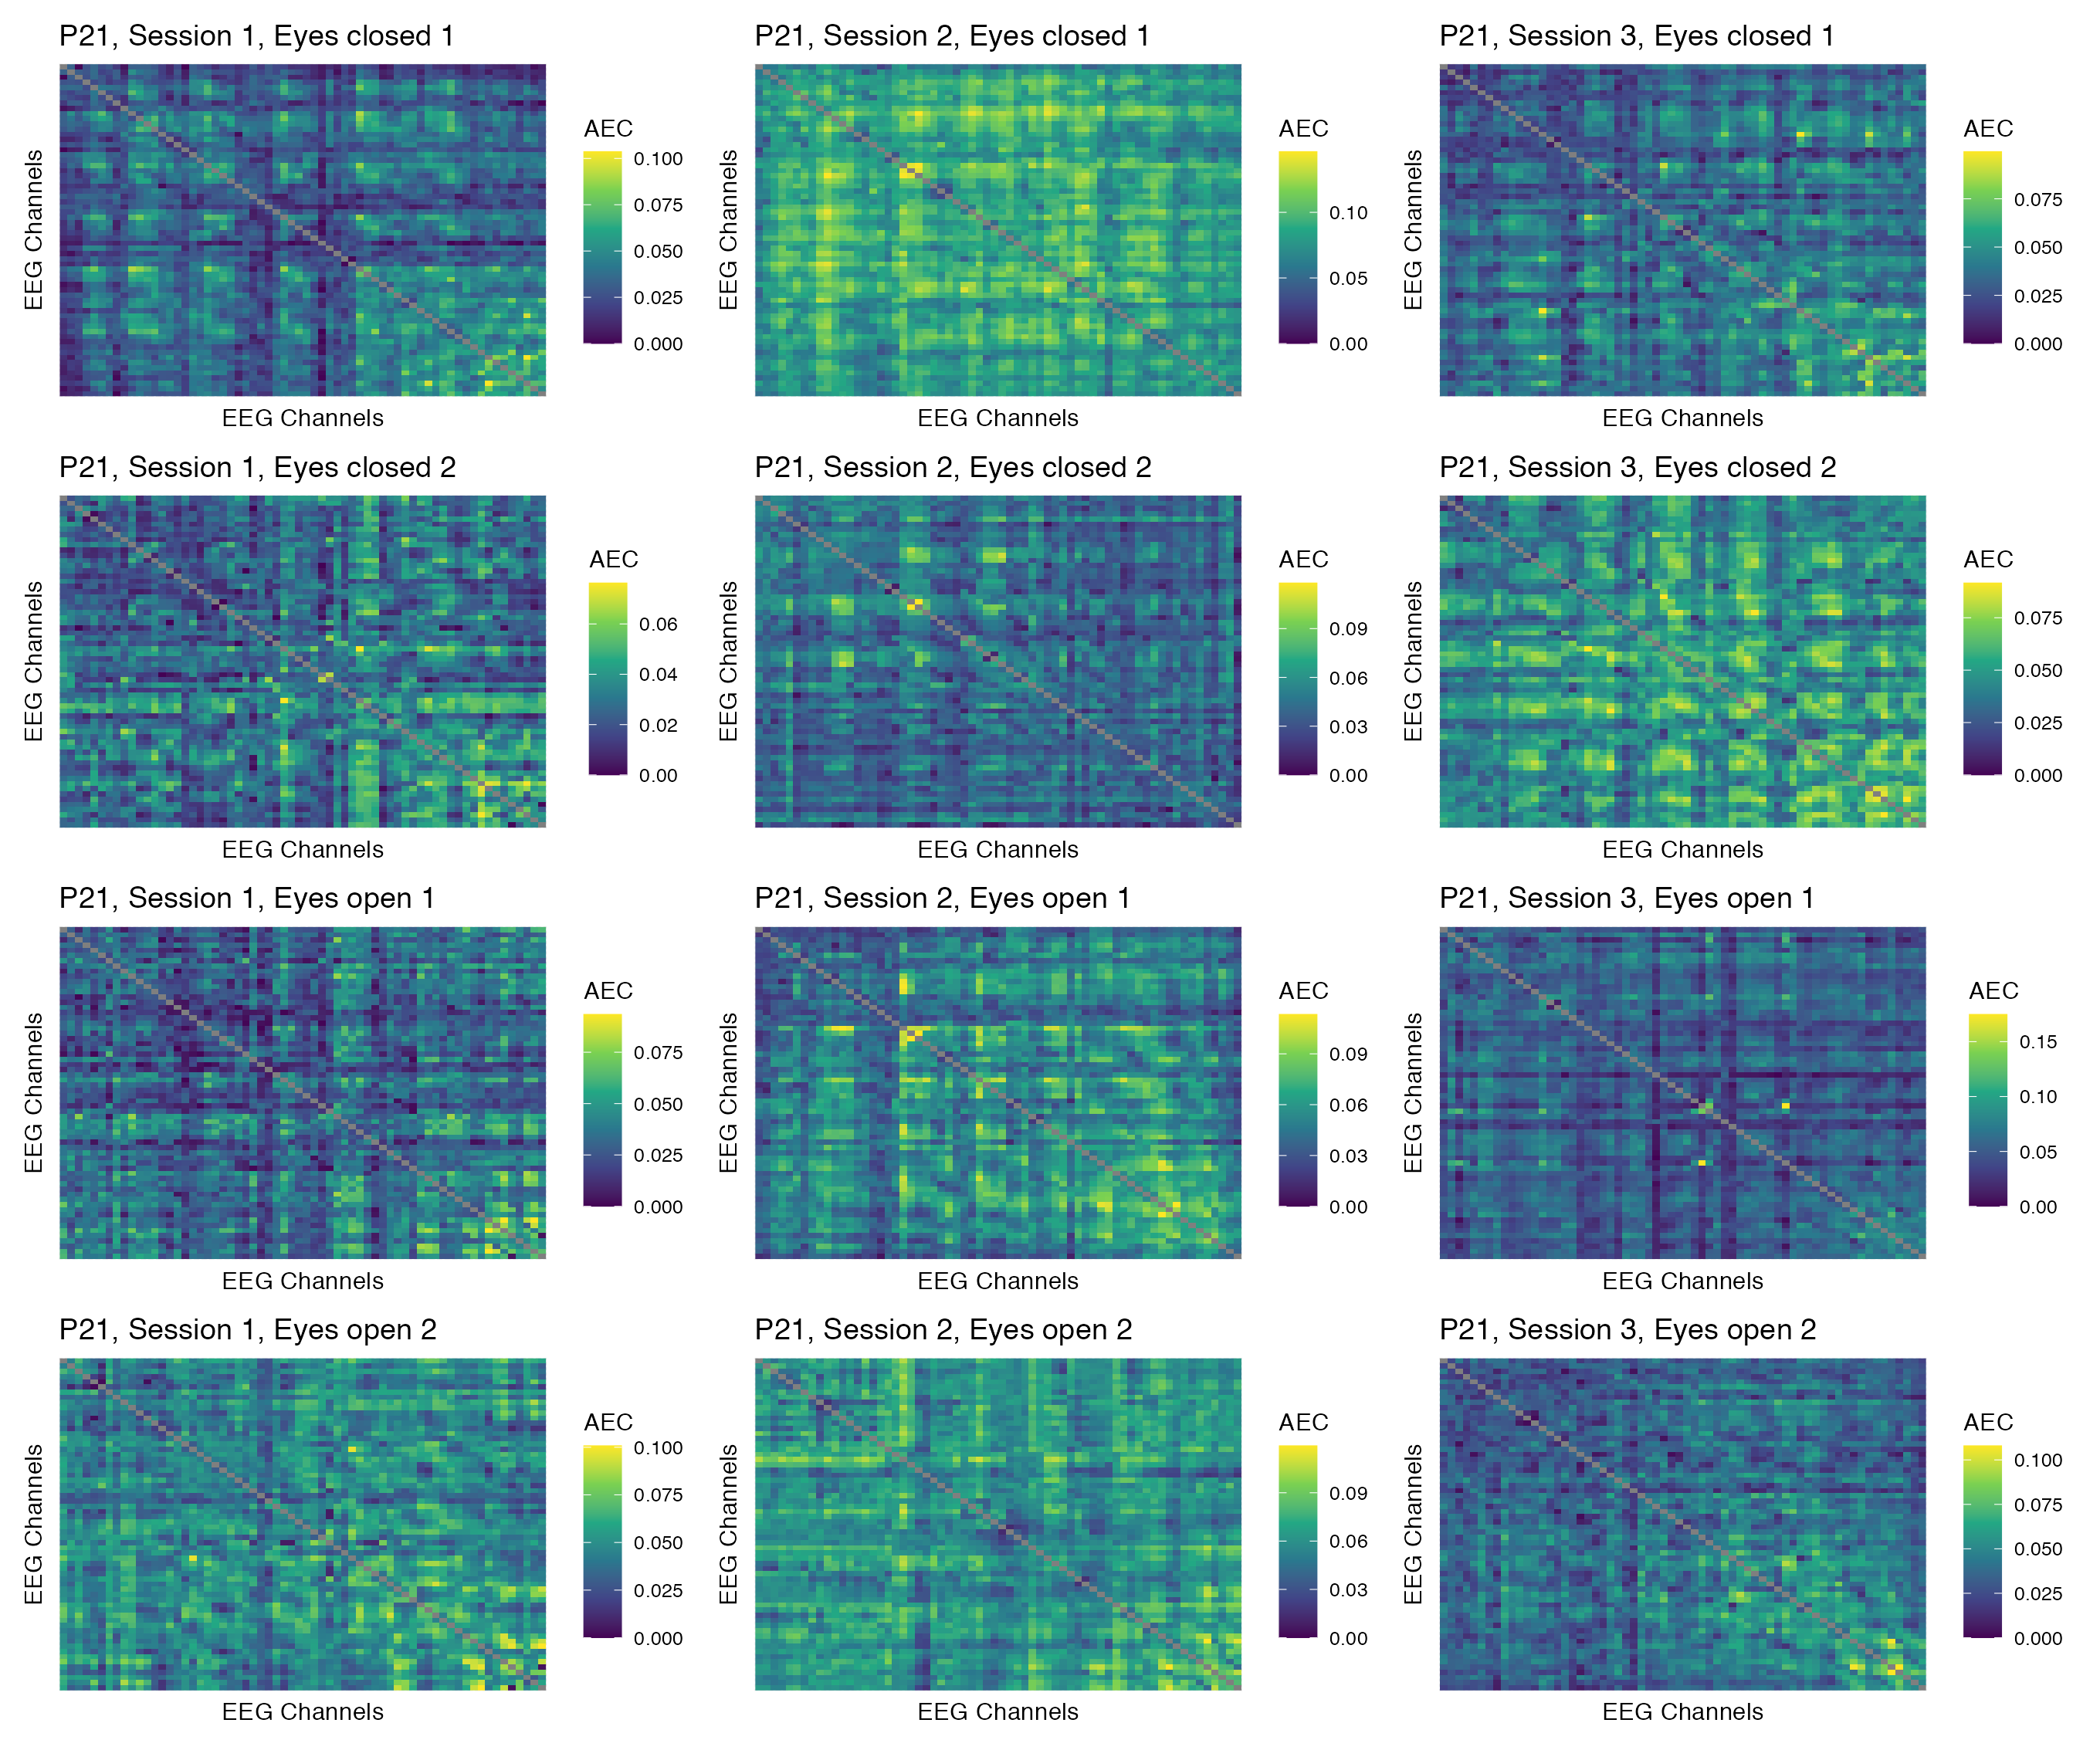 P21, Session 1, Eyes closed 1
EEG Channels
EEG Channels
AEC
0.100
0.075
0.050
0.025
0.000
P21, Session 2, Eyes closed 1
EEG Channels
EEG Channels
AEC
0.10
0.05
0.00
P21, Session 3, Eyes closed 1
EEG Channels
EEG Channels
AEC
0.075
0.050
0.025
0.000
P21, Session 1, Eyes closed 2
EEG Channels
EEG Channels
AEC
0.06
0.04
0.02
0.00
P21, Session 2, Eyes closed 2
EEG Channels
EEG Channels
AEC
0.09
0.06
0.03
0.00
P21, Session 3, Eyes closed 2
EEG Channels
EEG Channels
AEC
0.075
0.050
0.025
0.000
P21, Session 1, Eyes open 1
EEG Channels
EEG Channels
AEC
0.075
0.050
0.025
0.000
P21, Session 2, Eyes open 1
EEG Channels
EEG Channels
AEC
0.09
0.06
0.03
0.00
P21, Session 3, Eyes open 1
EEG Channels
EEG Channels
AEC
0.15
0.10
0.05
0.00
P21, Session 1, Eyes open 2
EEG Channels
EEG Channels
AEC
0.100
0.075
0.050
0.025
0.000
P21, Session 2, Eyes open 2
EEG Channels
EEG Channels
AEC
0.09
0.06
0.03
0.00
P21, Session 3, Eyes open 2
EEG Channels
EEG Channels
AEC
0.100
0.075
0.050
0.025
0.000